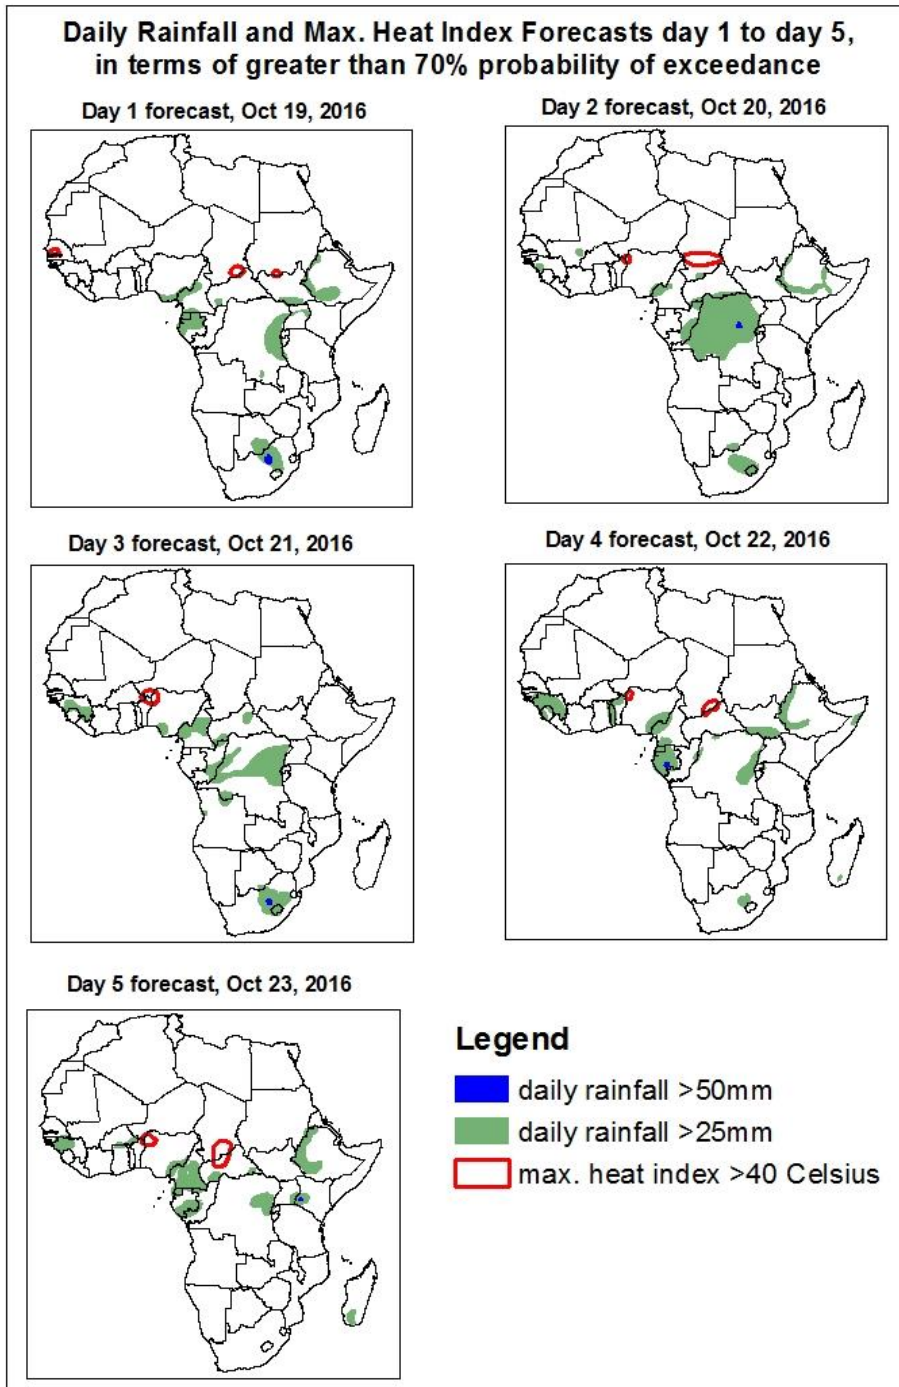 Daily Rainfall and Max. Heat Index Forecasts day 1 to day 5,
in terms of greater than 70% probability of exceedance
Day 1 forecast, Oct 19, 2016
Day 2 forecast, Oct 20, 2016
Day 3 forecast, Oct 21, 2016
Day 4 forecast, Oct 22, 2016
Day 5 forecast, Oct 23, 2016
Legend
daily rainfall >50mm
daily rainfall >25mm
max. heat index >40 Celsius